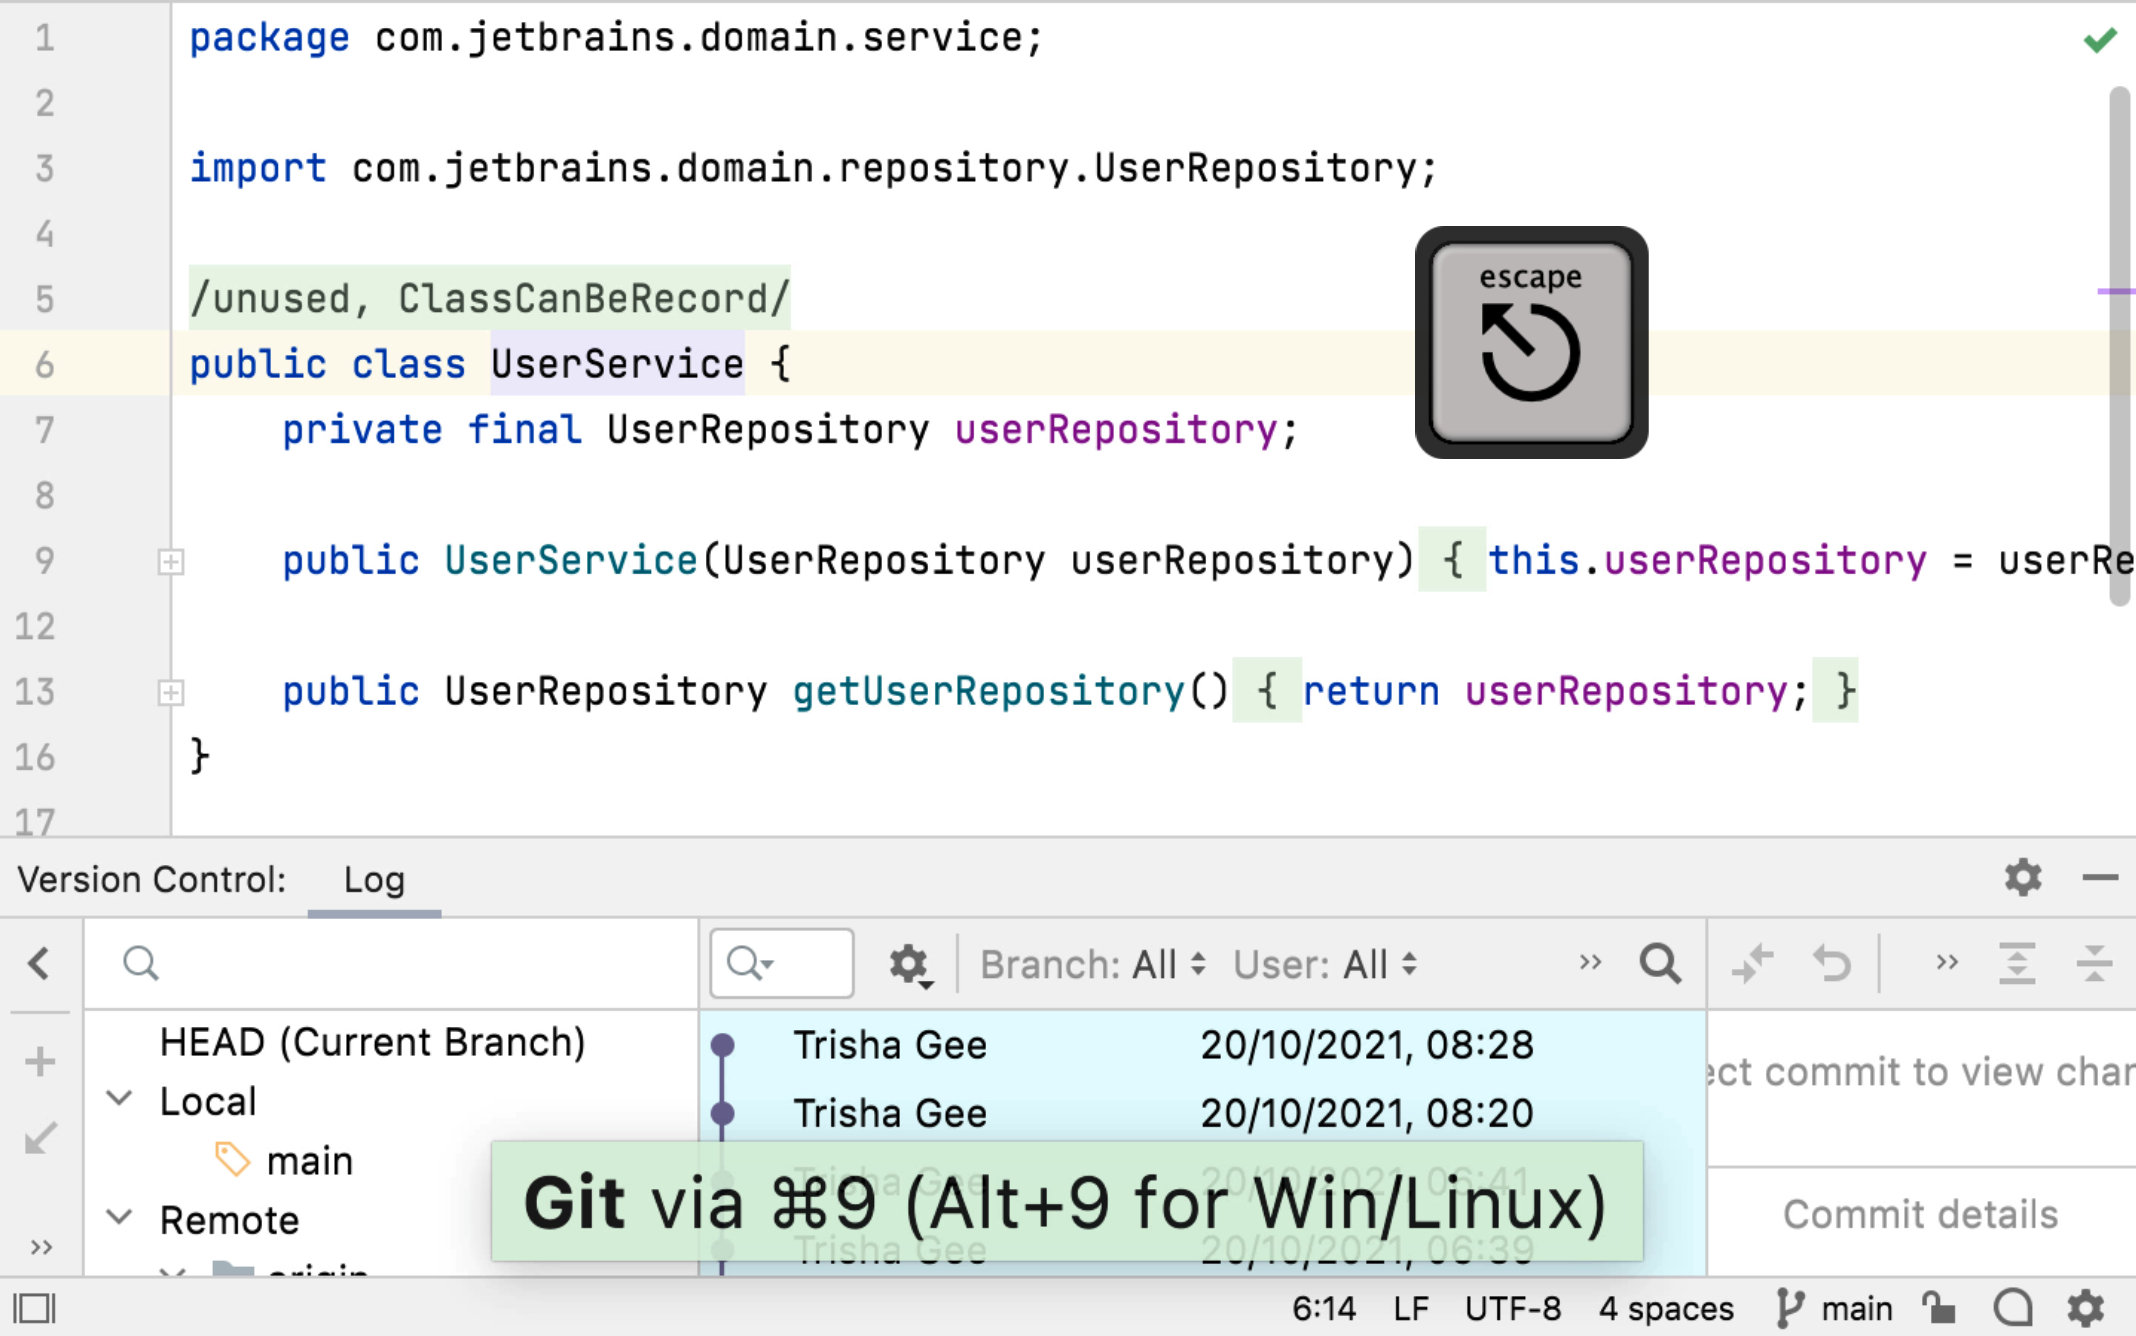 1 package com.jetbrains.domain.service;
2
3 import com.jetbrains.domain.repository.UserRepository;
4
escape
5 /unused, ClassCanBeRecord/
6 public class UserService {
7 private final UserRepository userRepository;
8
9 public UserService(UserRepository userRepository) { this.userRepository = userRe
12
13 public UserRepository getUserRepository() { return userRepository; }
16 }
17
Version Control: Log
Branch: All User: All
HEAD (Current Branch)
Local
main
Remote
origin
Trisha Gee 20/10/2021, 08:28
Trisha Gee 20/10/2021, 08:20
Trisha Gee 20/10/2021, 06:41
Trisha Gee 20/10/2021, 06:39
Git via ⌘9 (Alt+9 for Win/Linux)
ect commit to view char
Commit details
6:14 LF UTF-8 4 spaces main